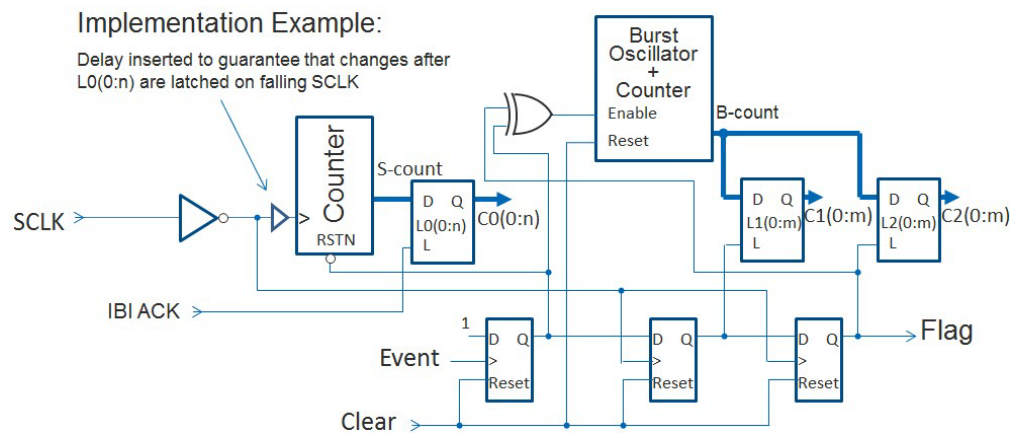 Implementation Example:
Delay inserted to guarantee that changes after
L0(0:n) are latched on falling SCLK
Burst
Oscillator
+
Counter
Enable
Reset
B-count
Counter
>
RSTN
S-count
D Q
L0(0:n)
L
C0(0:n)
D Q
L1(0:m)
L
C1(0:m)
D Q
L2(0:m)
L
C2(0:m)
SCLK
IBI ACK
1
Event
Clear
D Q
>
Reset
D Q
>
Reset
D Q
>
Reset
Flag